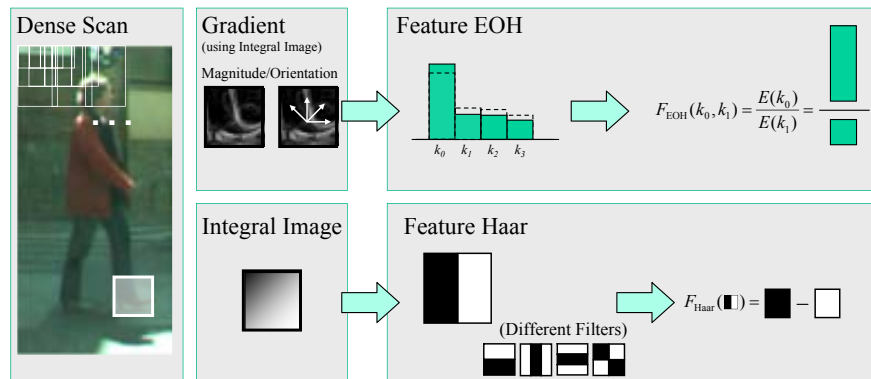 Dense Scan
Gradient
(using Integral Image)
Magnitude/Orientation
Feature EOH
k0 k1 k2 k3
FEOH(k0, k1) = E(k0) / E(k1) =
Integral Image
Feature Haar
(Different Filters)
FHaar( ) = −